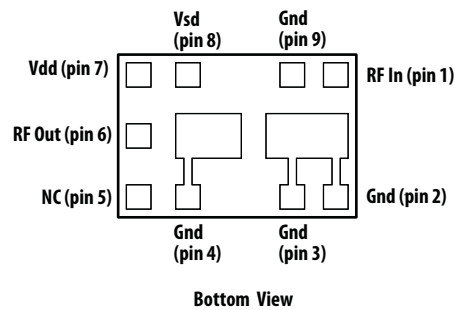 Vsd
(pin 8)
Gnd
(pin 9)
Vdd (pin 7)
RF In (pin 1)
RF Out (pin 6)
NC (pin 5)
Gnd (pin 2)
Gnd
(pin 4)
Gnd
(pin 3)
Bottom View